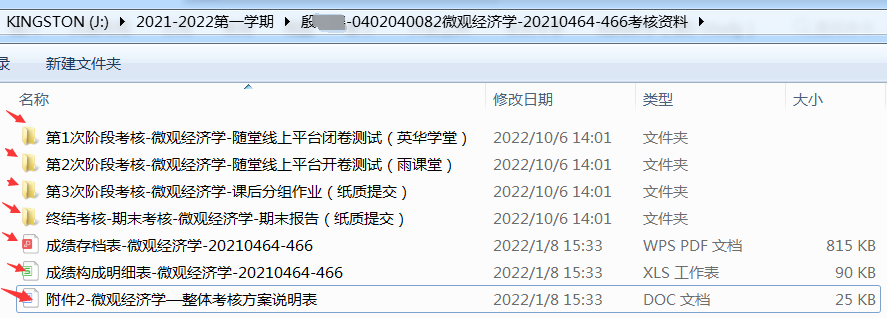 KINGSTON (J:) ▸ 2021-2022第一学期 ▸ 殷-0402040082微观经济学-20210464-466考核资料 ▸
录 新建文件夹
名称 修改日期 类型 大小
第1次阶段考核-微观经济学-随堂线上平台闭卷测试（英华学堂） 2022/10/6 14:01 文件夹
第2次阶段考核-微观经济学-随堂线上平台开卷测试（雨课堂） 2022/10/6 14:01 文件夹
第3次阶段考核-微观经济学-课后分组作业（纸质提交） 2022/10/6 14:01 文件夹
终结考核-期末考核-微观经济学-期末报告（纸质提交） 2022/10/6 14:01 文件夹
成绩存档表-微观经济学-20210464-466 2022/1/8 15:33 WPS PDF 文档 815 KB
成绩构成明细表-微观经济学-20210464-466 2022/1/8 15:33 XLS 工作表 90 KB
附件2-微观经济学—整体考核方案说明表 2022/1/8 15:33 DOC 文档 25 KB